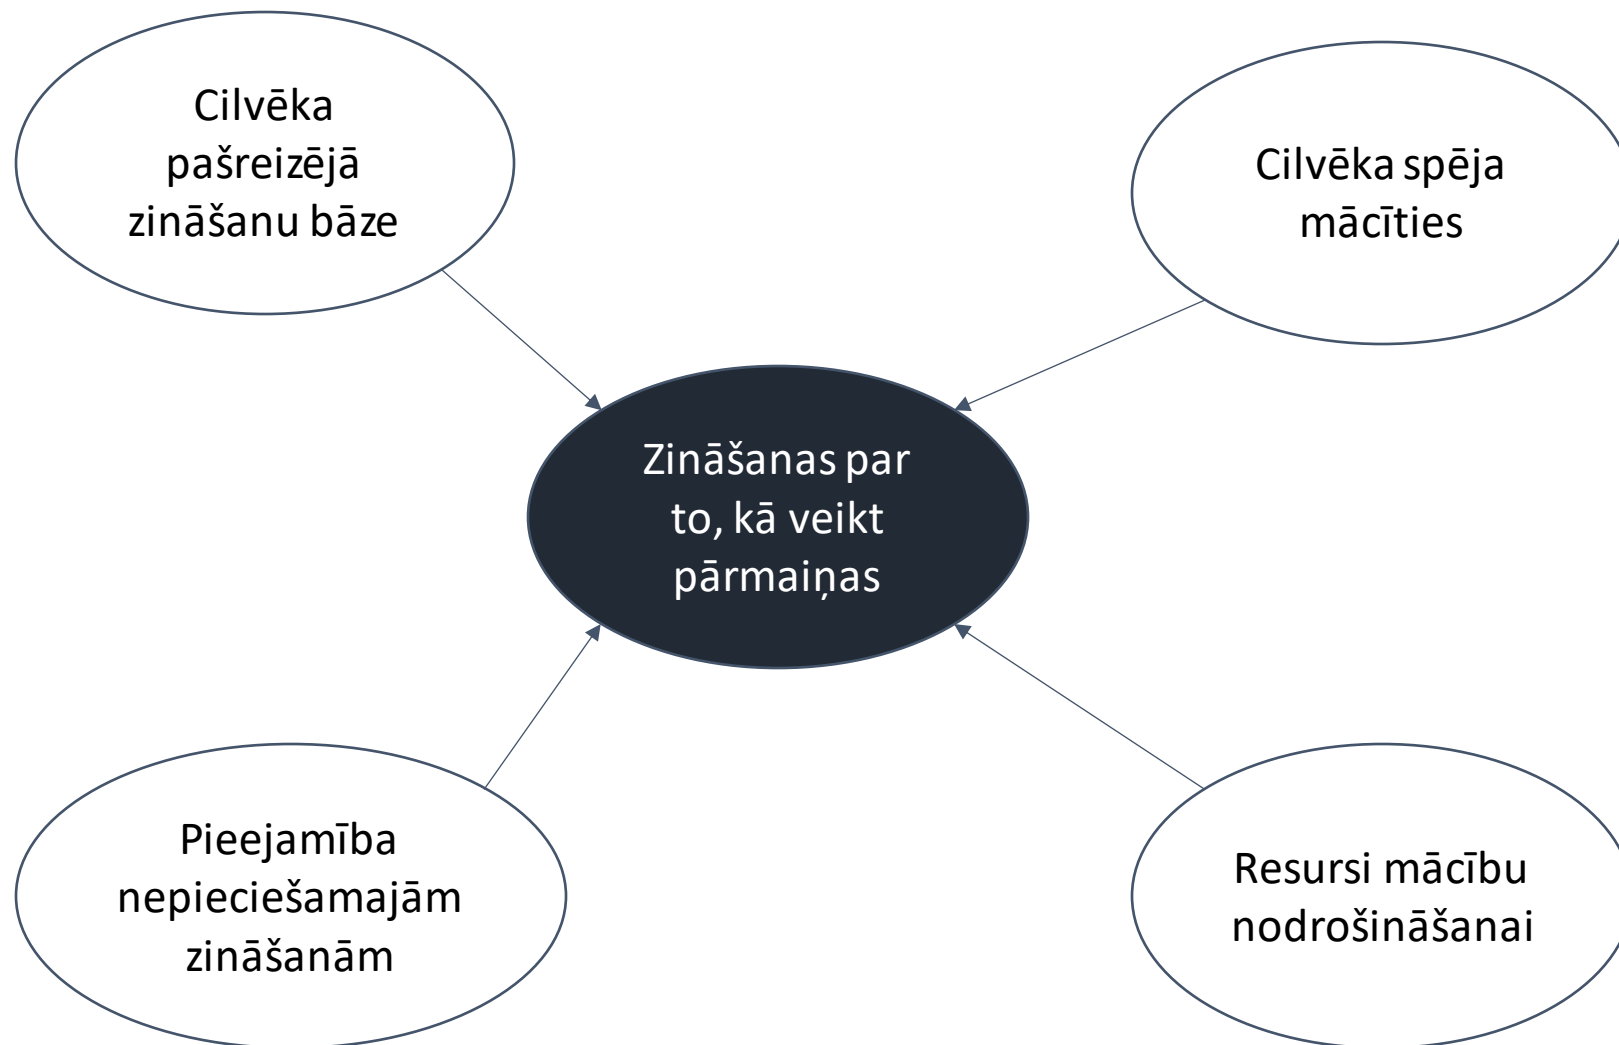 Cilvēka
pašreizējā
zināšanu bāze
Cilvēka spēja
mācīties
Zināšanas par
to, kā veikt
pārmaiņas
Pieejamība
nepieciešamajām
zināšanām
Resursi mācību
nodrošināšanai